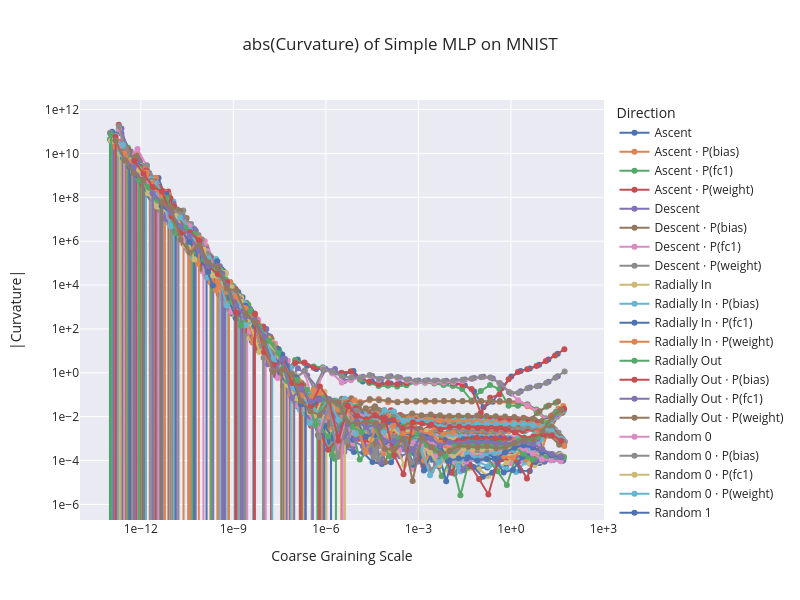 abs(Curvature) of Simple MLP on MNIST
1e+12
1e+10
1e+8
1e+6
1e+4
1e+2
1e+0
1e−2
1e−4
1e−6
|Curvature|
1e−12
1e−9
1e−6
1e−3
1e+0
1e+3
Coarse Graining Scale
Direction
Ascent
Ascent · P(bias)
Ascent · P(fc1)
Ascent · P(weight)
Descent
Descent · P(bias)
Descent · P(fc1)
Descent · P(weight)
Radially In
Radially In · P(bias)
Radially In · P(fc1)
Radially In · P(weight)
Radially Out
Radially Out · P(bias)
Radially Out · P(fc1)
Radially Out · P(weight)
Random 0
Random 0 · P(bias)
Random 0 · P(fc1)
Random 0 · P(weight)
Random 1